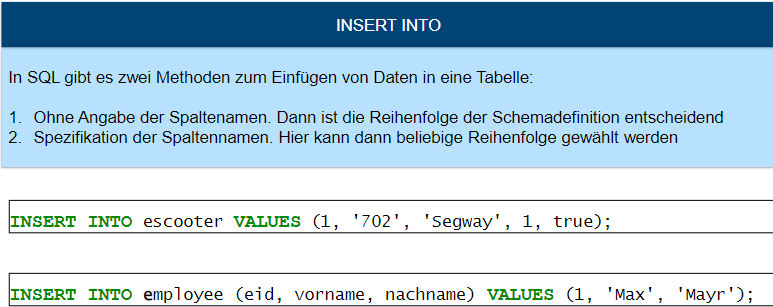 INSERT INTO
In SQL gibt es zwei Methoden zum Einfügen von Daten in eine Tabelle:
1. Ohne Angabe der Spaltenamen. Dann ist die Reihenfolge der Schemadefinition entscheidend
2. Spezifikation der Spaltennamen. Hier kann dann beliebige Reihenfolge gewählt werden
INSERT INTO escooter VALUES (1, '702', 'Segway', 1, true);
INSERT INTO employee (eid, vorname, nachname) VALUES (1, 'Max', 'Mayr');